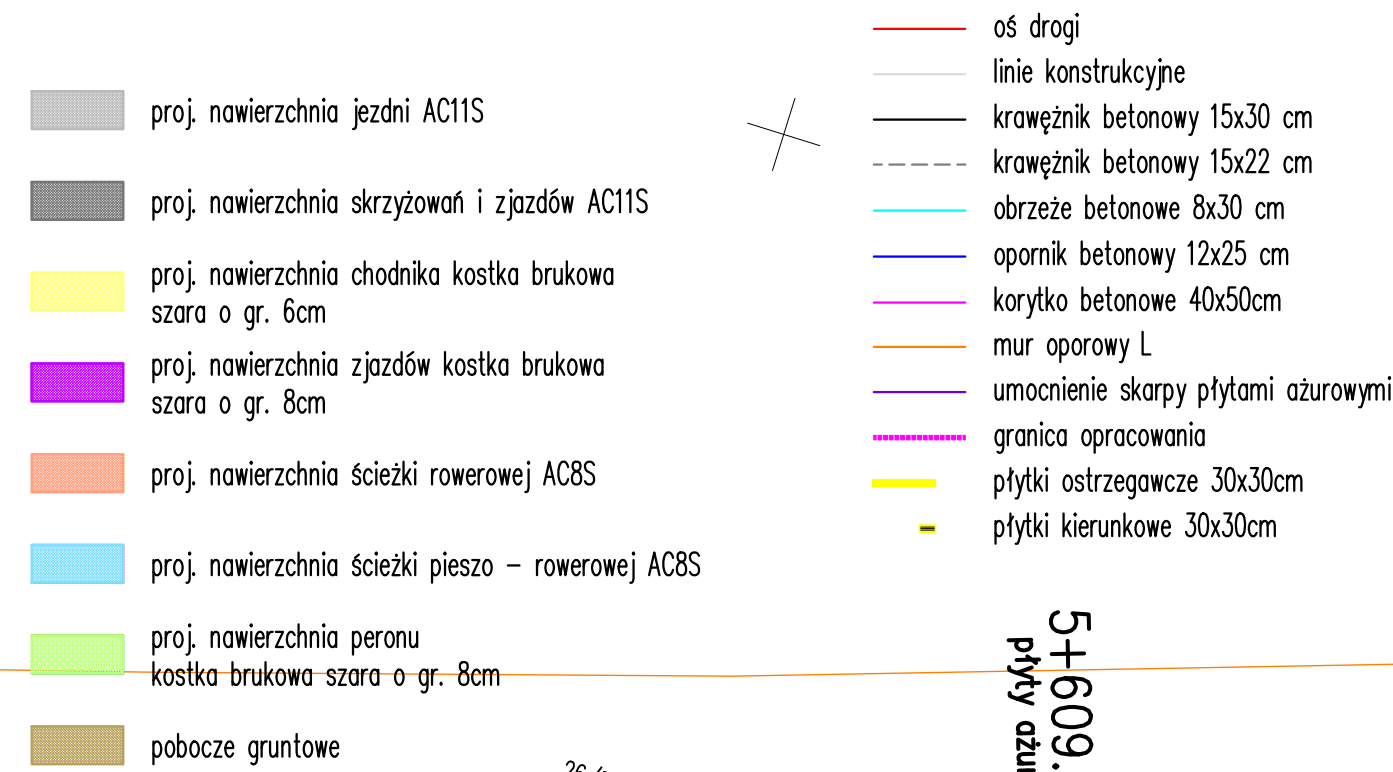 proj. nawierzchnia jezdni AC11S
proj. nawierzchnia skrzyżowań i zjazdów AC11S
proj. nawierzchnia chodnika kostka brukowa
szara o gr. 6cm
proj. nawierzchnia zjazdów kostka brukowa
szara o gr. 8cm
proj. nawierzchnia ścieżki rowerowej AC8S
proj. nawierzchnia ścieżki pieszo – rowerowej AC8S
proj. nawierzchnia peronu
kostka brukowa szara o gr. 8cm
pobocze gruntowe
oś drogi
linie konstrukcyjne
krawężnik betonowy 15x30 cm
krawężnik betonowy 15x22 cm
obrzeże betonowe 8x30 cm
opornik betonowy 12x25 cm
korytko betonowe 40x50cm
mur oporowy L
umocnienie skarpy płytami ażurowymi
granica opracowania
płytki ostrzegawcze 30x30cm
płytki kierunkowe 30x30cm
5+609.
płyty